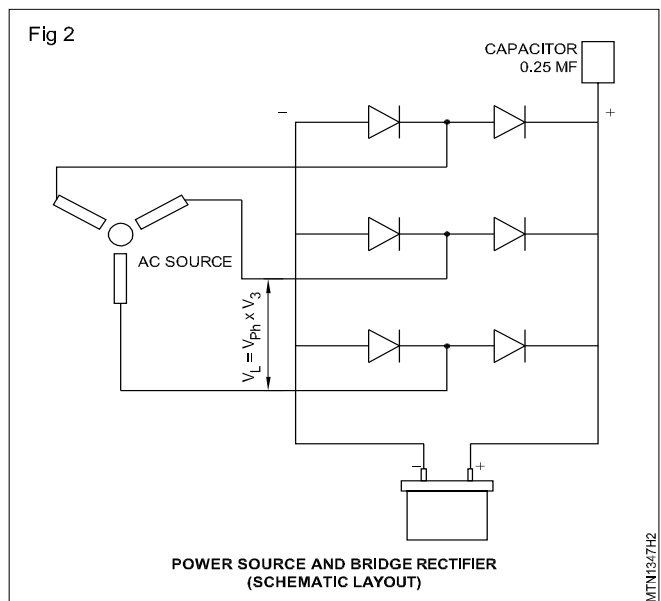 Fig 2
CAPACITOR
0.25 MF
–
+
AC SOURCE
V_L = V_Ph x V_3
–
+
POWER SOURCE AND BRIDGE RECTIFIER
(SCHEMATIC LAYOUT)
MTN1347H2